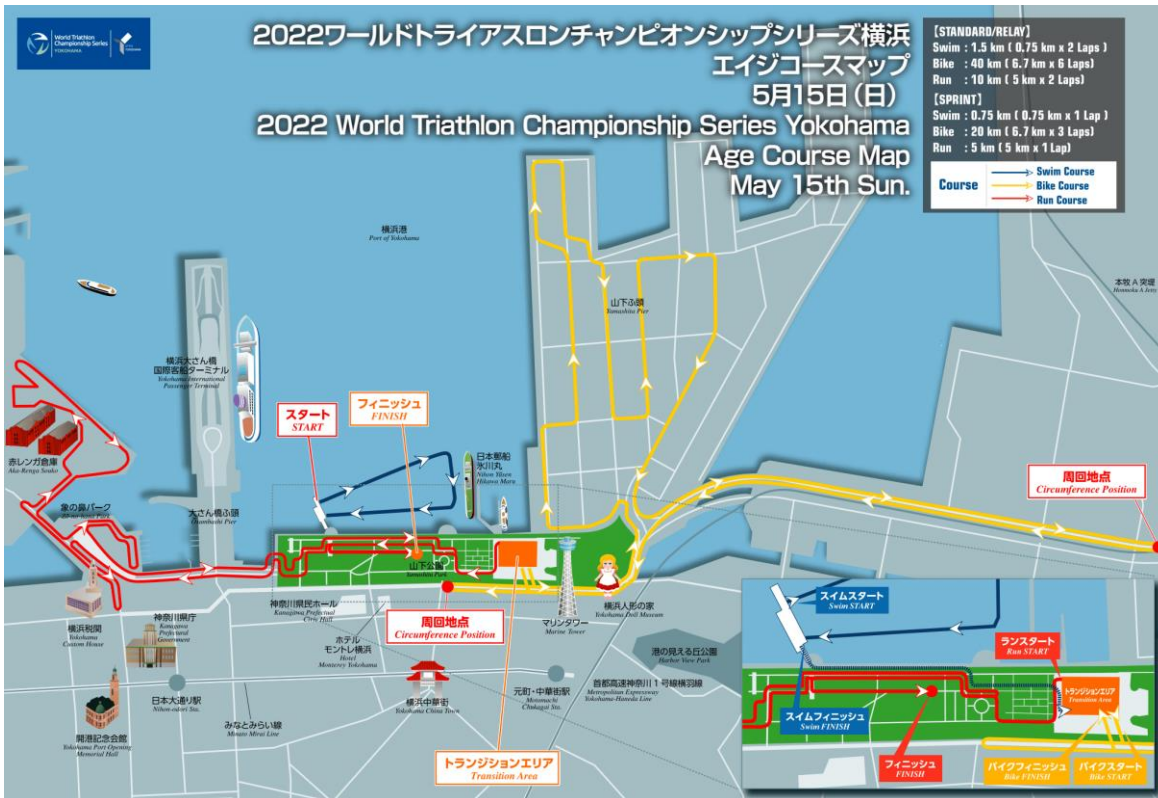 World Triathlon
Championship Series
YOKOHAMA
2022ワールドトライアスロンチャンピオンシップシリーズ横浜
エイジコースマップ
5月15日(日)
2022 World Triathlon Championship Series Yokohama
Age Course Map
May 15th Sun.
【STANDARD/RELAY】
Swim : 1.5 km ( 0.75 km x 2 Laps )
Bike : 40 km ( 6.7 km x 6 Laps)
Run : 10 km ( 5 km x 2 Laps)
【SPRINT】
Swim : 0.75 km ( 0.75 km x 1 Lap )
Bike : 20 km ( 6.7 km x 3 Laps)
Run : 5 km ( 5 km x 1 Lap)
Course
Swim Course
Bike Course
Run Course
横浜港
Port of Yokohama
本牧A突堤
Honmoku A Jetty
山下ふ頭
Yamashita Pier
横浜大さん橋
国際客船ターミナル
Yokohama International
Passenger Terminal
スタート
START
フィニッシュ
FINISH
日本郵船
氷川丸
Nihon Yūsen
Hikawa Maru
赤レンガ倉庫
Aka-Renga Souko
象の鼻パーク
大さん橋ふ頭
Osambashi Pier
周回地点
Circumference Position
山下公園
Yamashita Park
神奈川県民ホール
Kanagawa Prefectual
Civic Hall
周回地点
Circumference Position
マリンタワー
Marine Tower
横浜人形の家
Yokohama Doll Museum
横浜税関
Yokohama
Custom House
神奈川県庁
Kanagawa
Prefectural
Government
ホテル
モントレ横浜
Hotel
Monterey Yokohama
港の見える丘公園
Harbor View Park
日本大通り駅
Nihon-odori Sta.
みなとみらい線
Minato Mirai Line
横浜中華街
Yokohama China Town
元町・中華街駅
Motomachi
Chukagai Sta.
首都高速神奈川1号線横羽線
Metropolitan Expressway
Yokohama-Haneda Line
開港記念会館
Yokohama Port Opening
Memorial Hall
トランジションエリア
Transition Area
スイムスタート
Swim START
ランスタート
Run START
トランジションエリア
Transition Area
スイムフィニッシュ
Swim FINISH
フィニッシュ
FINISH
バイクフィニッシュ
Bike FINISH
バイクスタート
Bike START